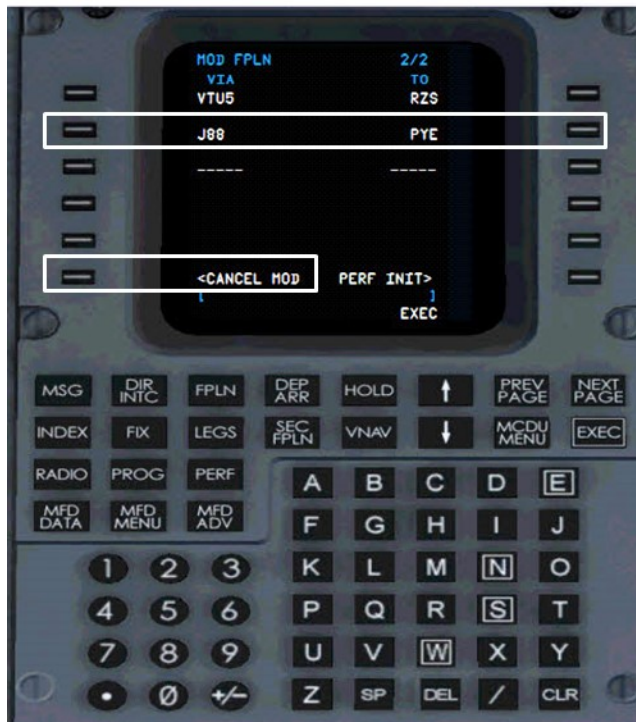 MOD FPLN 2/2
VIA TO
VTU5 RZS
J88 PYE
----- -----
<CANCEL MOD PERF INIT>
[ ]
EXEC
MSG DIR INTC FPLN DEP ARR HOLD ↑ PREV PAGE NEXT PAGE
INDEX FIX LEGS SEC FPLN VNAV ↓ MCDU MENU EXEC
RADIO PROG PERF
MFD DATA MFD MENU MFD ADV
A B C D E
F G H I J
1 2 3 K L M N O
4 5 6 P Q R S T
7 8 9 U V W X Y
. Ø +/- Z SP DEL / CLR